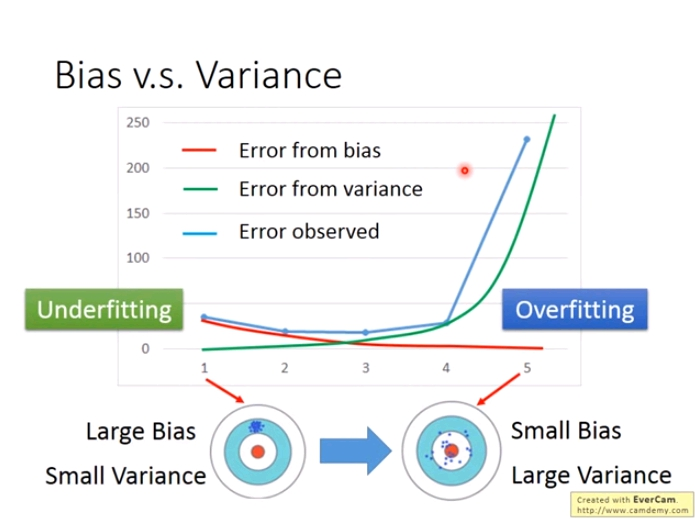 Bias v.s. Variance
250
200
150
100
0
Error from bias
Error from variance
Error observed
Underfitting
Overfitting
1 2 3 4 5
Large Bias
Small Variance
Small Bias
Large Variance
Created with EverCam.
http://www.camdemy.com